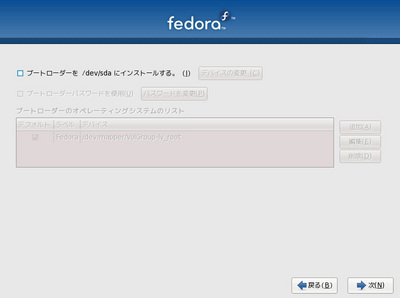 fedora
ブートローダーを /dev/sda にインストールする。 (I)
デバイスの変更 (C)
ブートローダーパスワードを使用(U)
パスワードを変更(P)
ブートローダーのオペレーティングシステムのリスト
デフォルト ラベル デバイス
Fedora /dev/mapper/VolGroup-lv_root
追加(A)
編集(E)
削除(D)
戻る(B)
次(N)